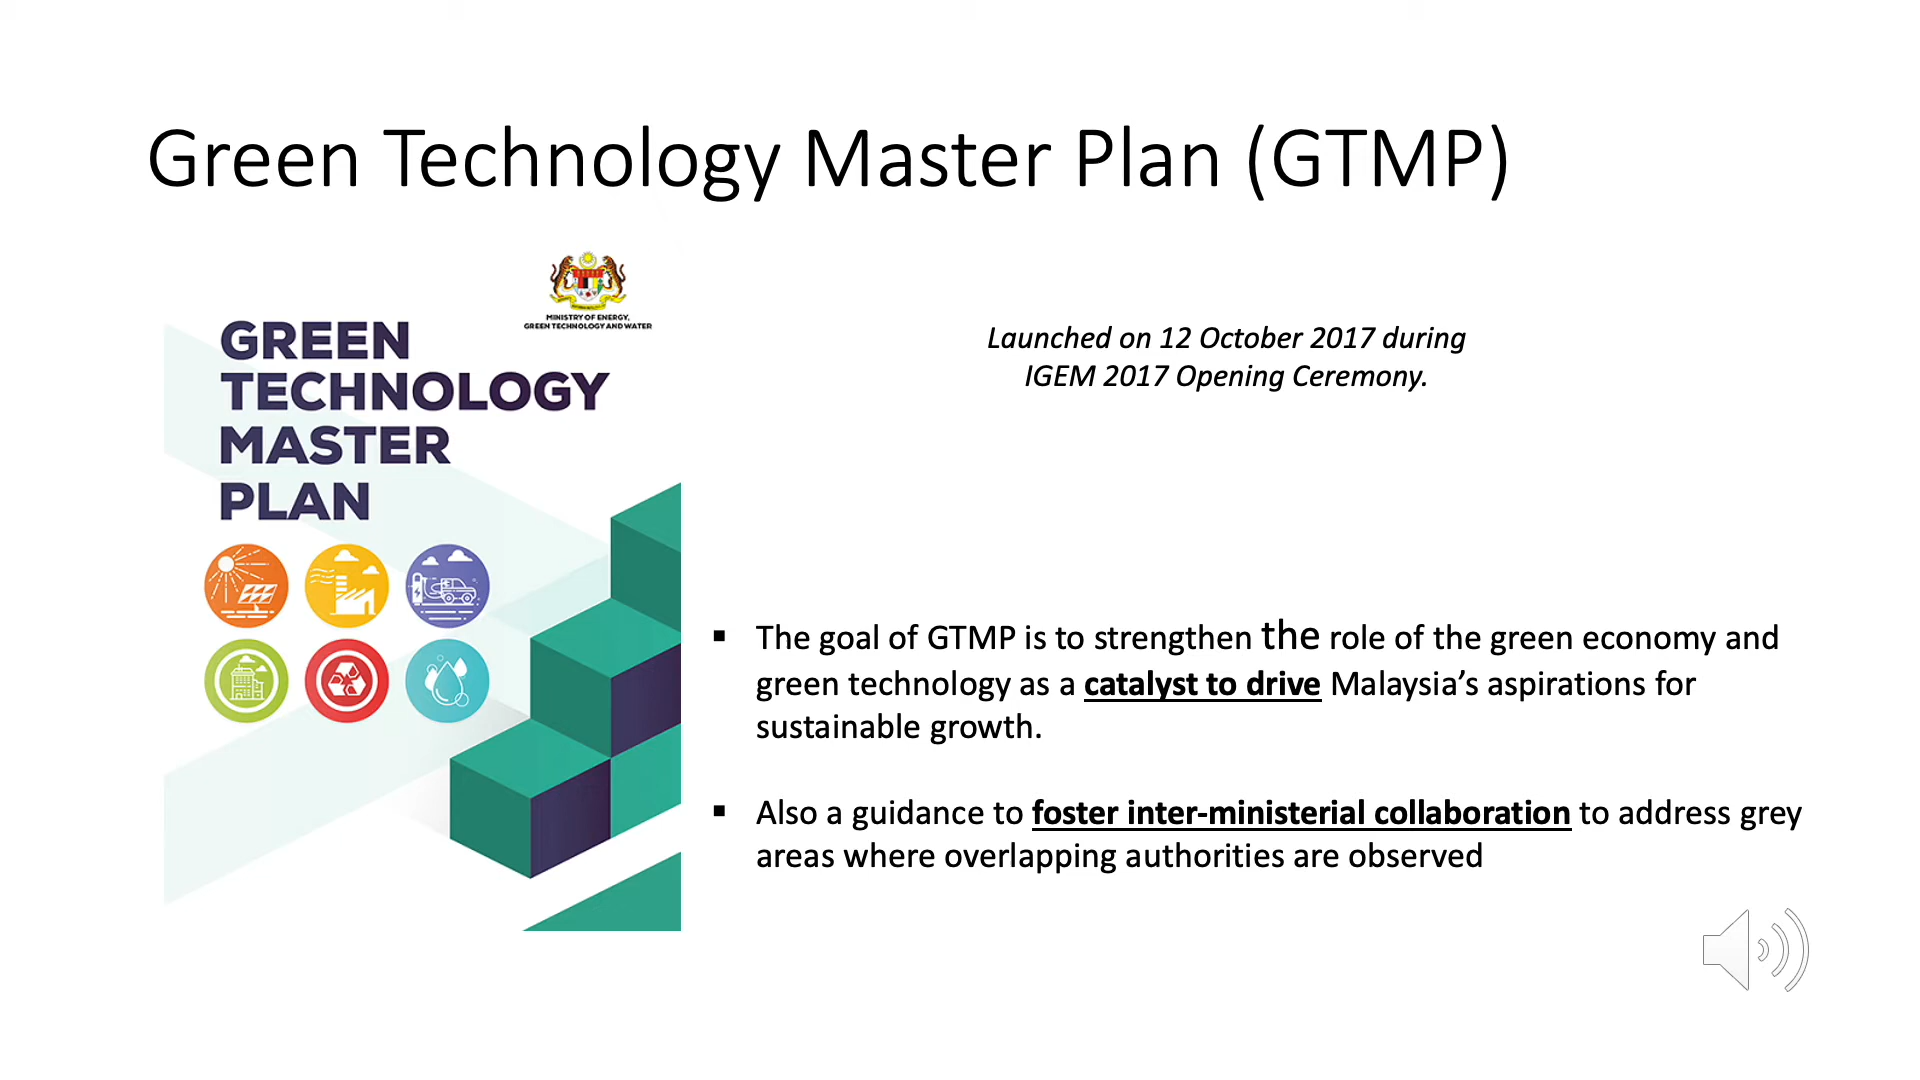 Green Technology Master Plan (GTMP)
MINISTRY OF ENERGY,
GREEN TECHNOLOGY AND WATER
GREEN
TECHNOLOGY
MASTER
PLAN
Launched on 12 October 2017 during
IGEM 2017 Opening Ceremony.
▪ The goal of GTMP is to strengthen the role of the green economy and
green technology as a catalyst to drive Malaysia’s aspirations for
sustainable growth.
▪ Also a guidance to foster inter-ministerial collaboration to address grey
areas where overlapping authorities are observed